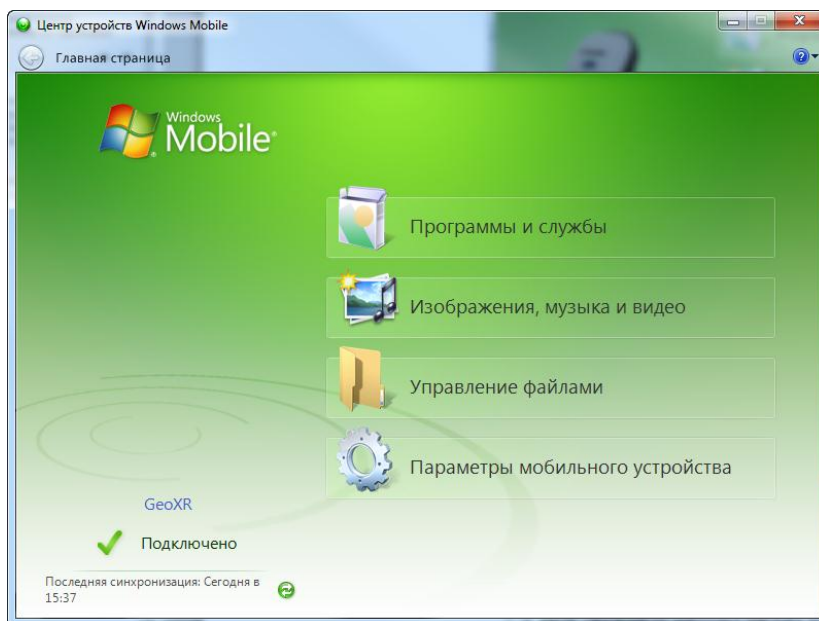 Центр устройств Windows Mobile
Главная страница
Windows
Mobile®
Программы и службы
Изображения, музыка и видео
Управление файлами
Параметры мобильного устройства
GeoXR
Подключено
Последняя синхронизация: Сегодня в
15:37